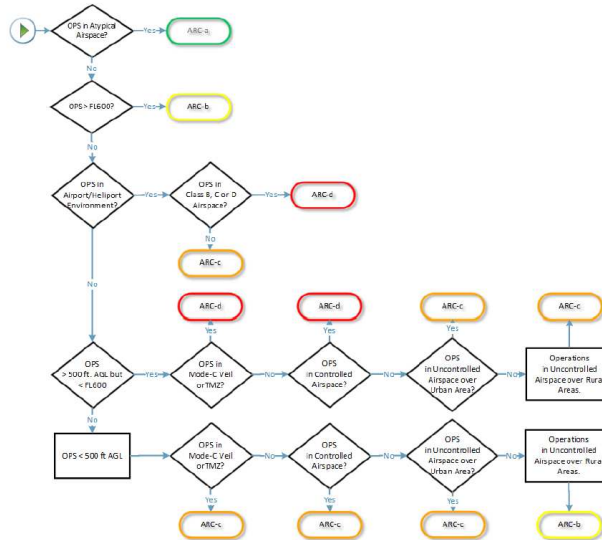 OPS in Atypical
Airspace?
Yes
ARC-a
No
OPS > FL600?
Yes
ARC-b
No
OPS in
Airport/Heliport
Environment?
Yes
OPS in
Class B, C or D
Airspace?
Yes
ARC-d
No
ARC-c
No
ARC-d
ARC-d
ARC-c
ARC-c
Yes
Yes
Yes
OPS
> 500 ft. AGL but
< FL600
Yes
OPS in
Mode-C Veil
or TMZ?
No
OPS
in Controlled
Airspace?
No
OPS
in Uncontrolled
Airspace over
Urban Area?
No
Operations
in Uncontrolled
Airspace over Rural
Areas.
No
OPS < 500 ft AGL
OPS in
Mode-C Veil
or TMZ?
No
OPS
in Controlled
Airspace?
No
OPS
in Uncontrolled
Airspace over
Urban Area?
No
Operations
in Uncontrolled
Airspace over Rural
Areas.
Yes
Yes
Yes
ARC-c
ARC-c
ARC-c
ARC-b